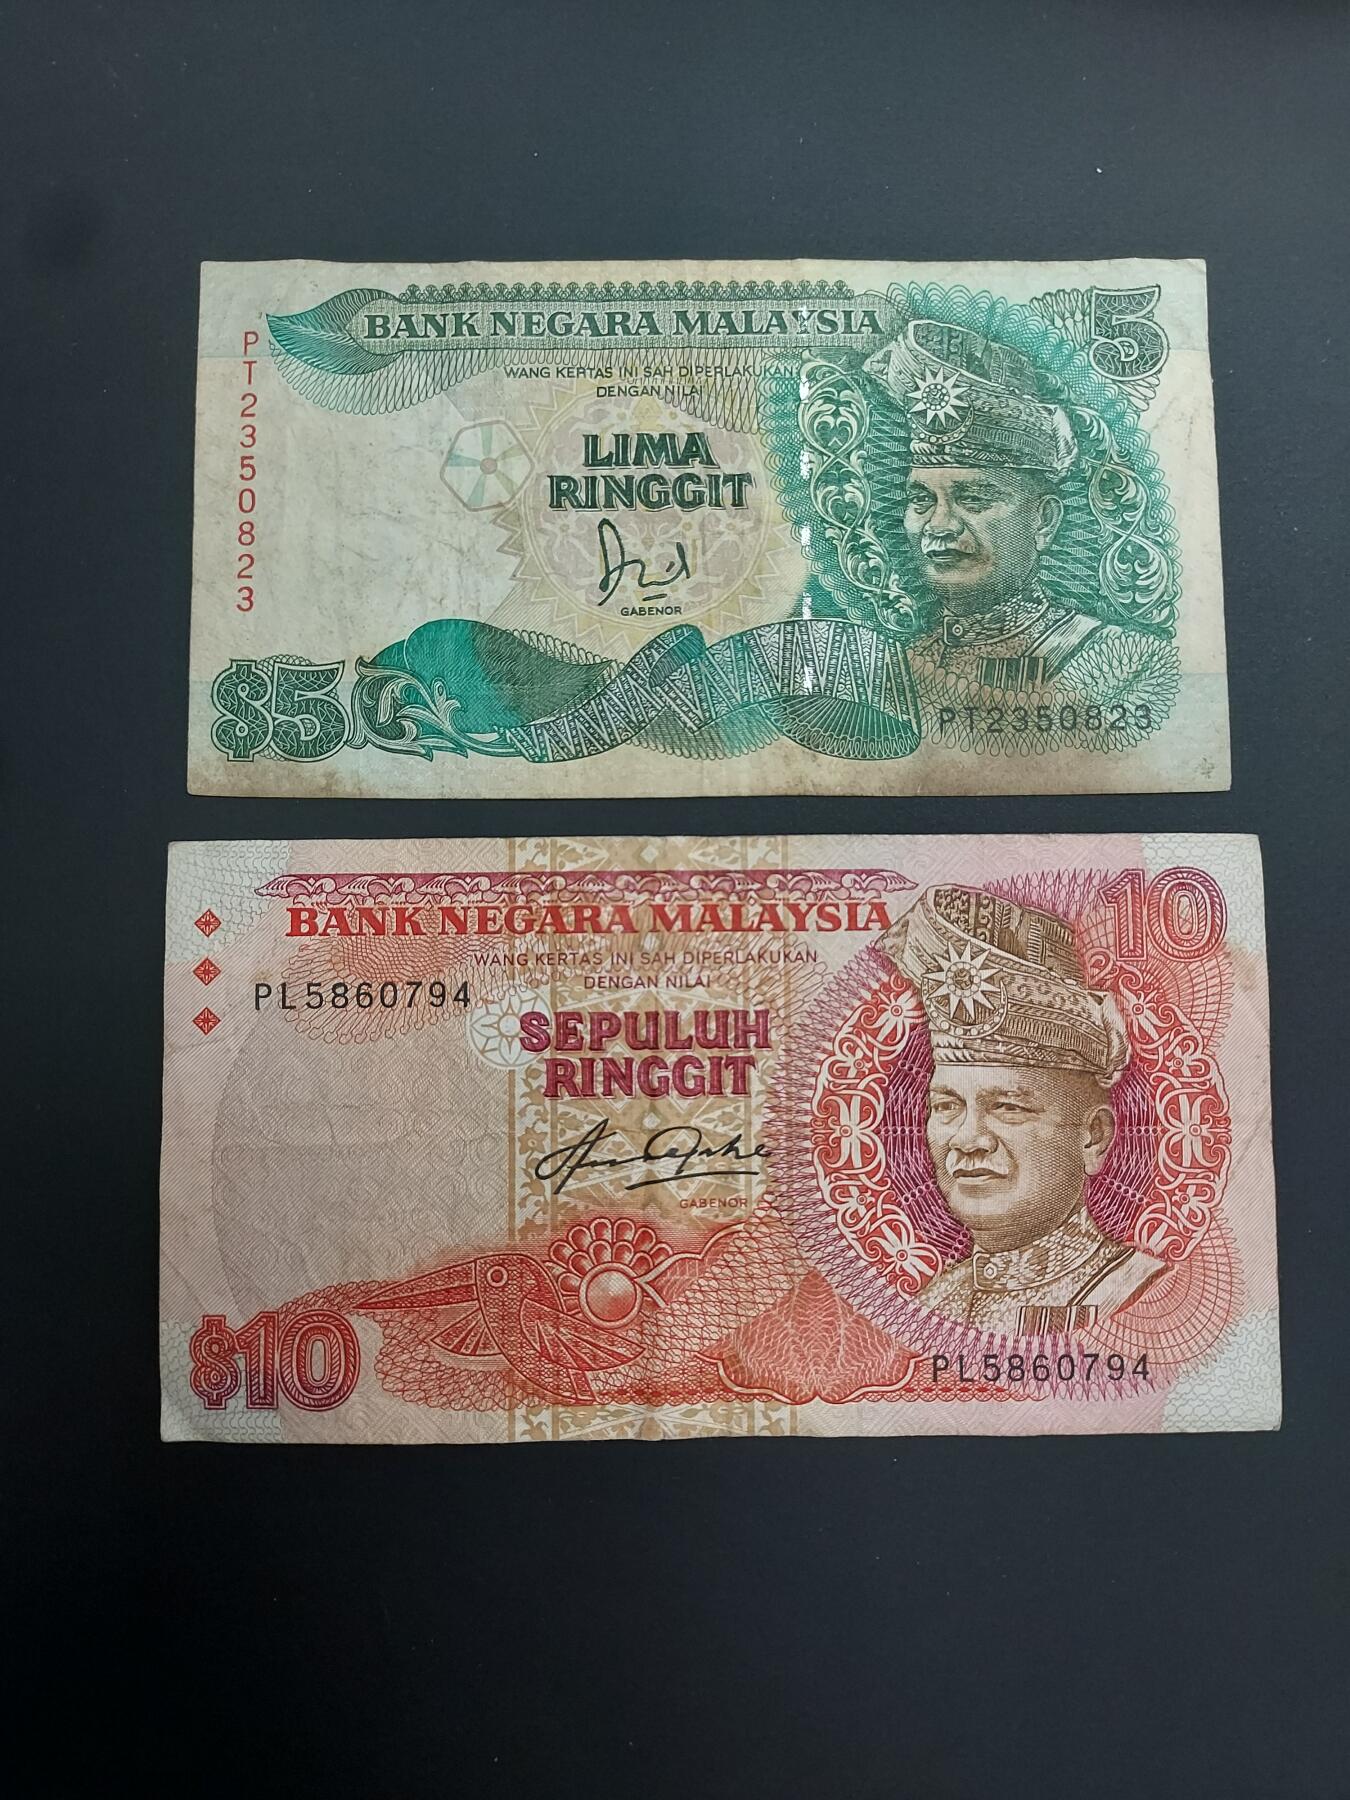 BANK NEGARA MALAYSIA
5
WANG KERTAS INI SAH DIPERLAKUKAN
DENGAN NILAI
PT2350823
LIMA
RINGGIT
GABENOR
$5
PT2350823
BANK NEGARA MALAYSIA
10
WANG KERTAS INI SAH DIPERLAKUKAN
DENGAN NILAI
PL5860794
SEPULUH
RINGGIT
GABENOR
$10
PL5860794